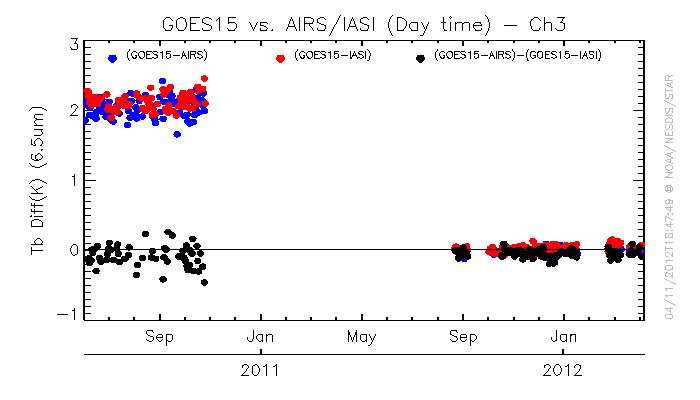 GOES15 vs. AIRS/IASI (Day time) – Ch3
(GOES15-AIRS) (GOES15-IASI) (GOES15-AIRS)-(GOES15-IASI)
3
2
1
0
-1
Tb Diff(K) (6.5um)
Sep Jan May Sep Jan
2011 2012
04/11/2012T18:47:49 @ NOAA/NESDIS/STAR